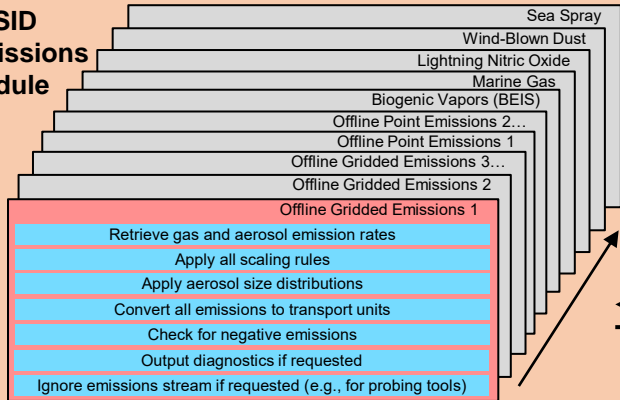 SID
issions
dule
Sea Spray
Wind-Blown Dust
Lightning Nitric Oxide
Marine Gas
Biogenic Vapors (BEIS)
Offline Point Emissions 2…
Offline Point Emissions 1
Offline Gridded Emissions 3…
Offline Gridded Emissions 2
Offline Gridded Emissions 1
Retrieve gas and aerosol emission rates
Apply all scaling rules
Apply aerosol size distributions
Convert all emissions to transport units
Check for negative emissions
Output diagnostics if requested
Ignore emissions stream if requested (e.g., for probing tools)